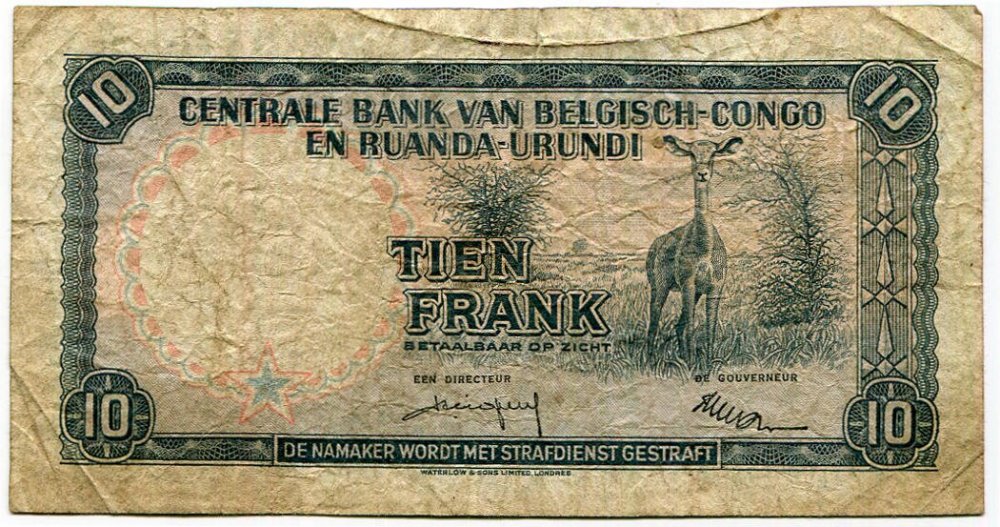 10 10
CENTRALE BANK VAN BELGISCH-CONGO
EN RUANDA-URUNDI
TIEN
FRANK
BETAALBAAR OP ZICHT
EEN DIRECTEUR DE GOUVERNEUR
10 10
DE NAMAKER WORDT MET STRAFDIENST GESTRAFT
WATERLOW & SONS LIMITED, LONDRES